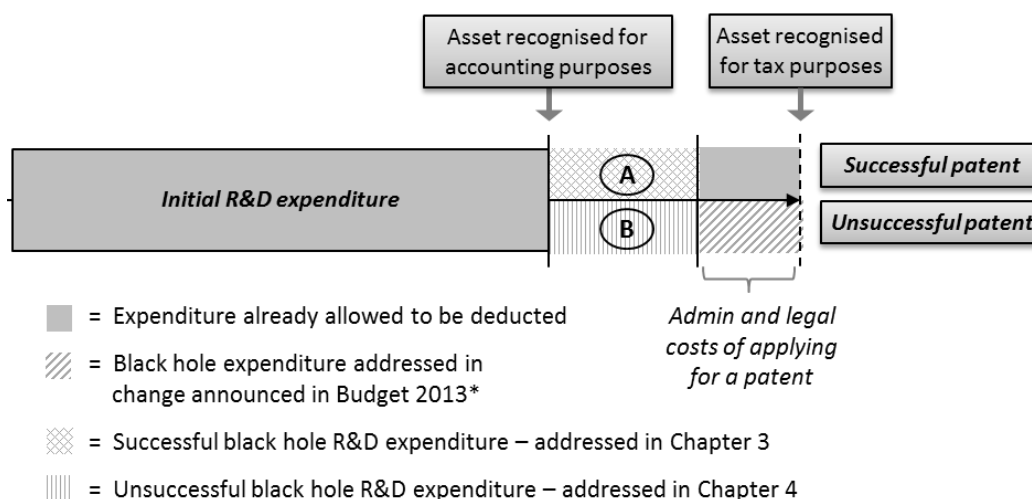 Asset recognised for
accounting purposes
Asset recognised
for tax purposes
Initial R&D expenditure
A
B
Successful patent
Unsuccessful patent
Admin and legal
costs of applying
for a patent
= Expenditure already allowed to be deducted
= Black hole expenditure addressed in
change announced in Budget 2013*
= Successful black hole R&D expenditure – addressed in Chapter 3
= Unsuccessful black hole R&D expenditure – addressed in Chapter 4